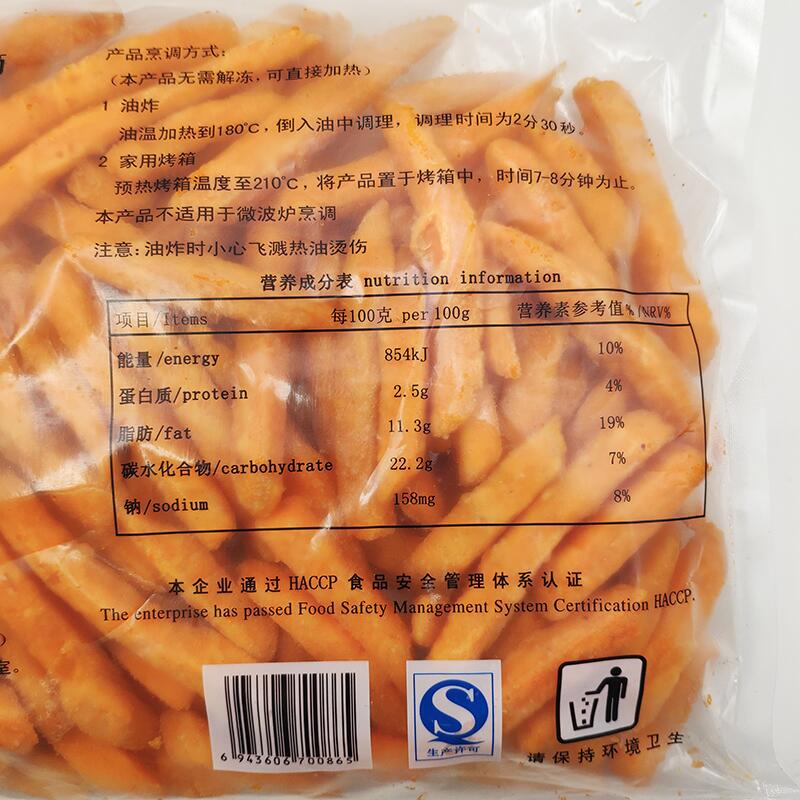 产品烹调方式:
(本产品无需解冻,可直接加热)
1 油炸
油温加热到180℃,倒入油中调理,调理时间为2分30秒。
2 家用烤箱
预热烤箱温度至210℃,将产品置于烤箱中,时间7-8分钟为止。
本产品不适用于微波炉烹调
注意:油炸时小心飞溅热油烫伤
营养成分表 nutrition information
项目/Items 每100克 per 100g 营养素参考值%/NRV%
能量/energy 854kJ 10%
蛋白质/protein 2.5g 4%
脂肪/fat 11.3g 19%
碳水化合物/carbohydrate 22.2g 7%
钠/sodium 158mg 8%
本企业通过 HACCP 食品安全管理体系认证
The enterprise has passed Food Safety Management System Certification HACCP.
)
室。
S
生产许可
6 943606 700865
请保持环境卫生